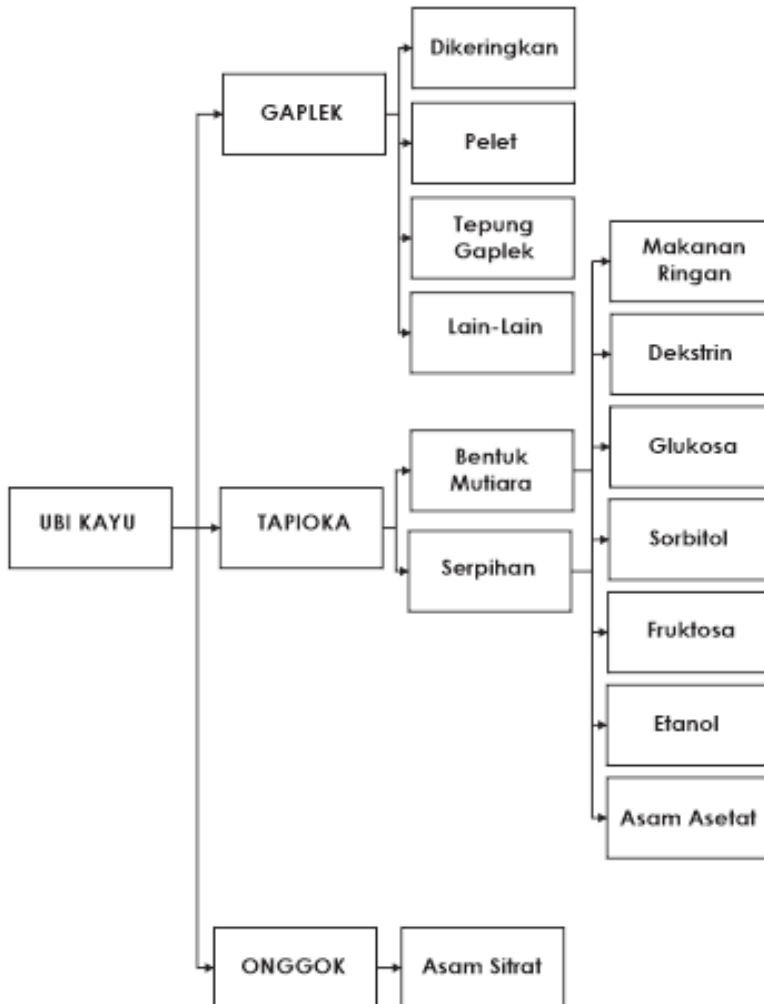 Dikeringkan
GAPLEK
Pelet
Tepung
Gaplek
Lain-Lain
Makanan
Ringan
Dekstrin
Bentuk
Mutiara
Glukosa
UBI KAYU
TAPIOKA
Serpihan
Sorbitol
Fruktosa
Etanol
Asam Asetat
ONGGOK
Asam Sitrat